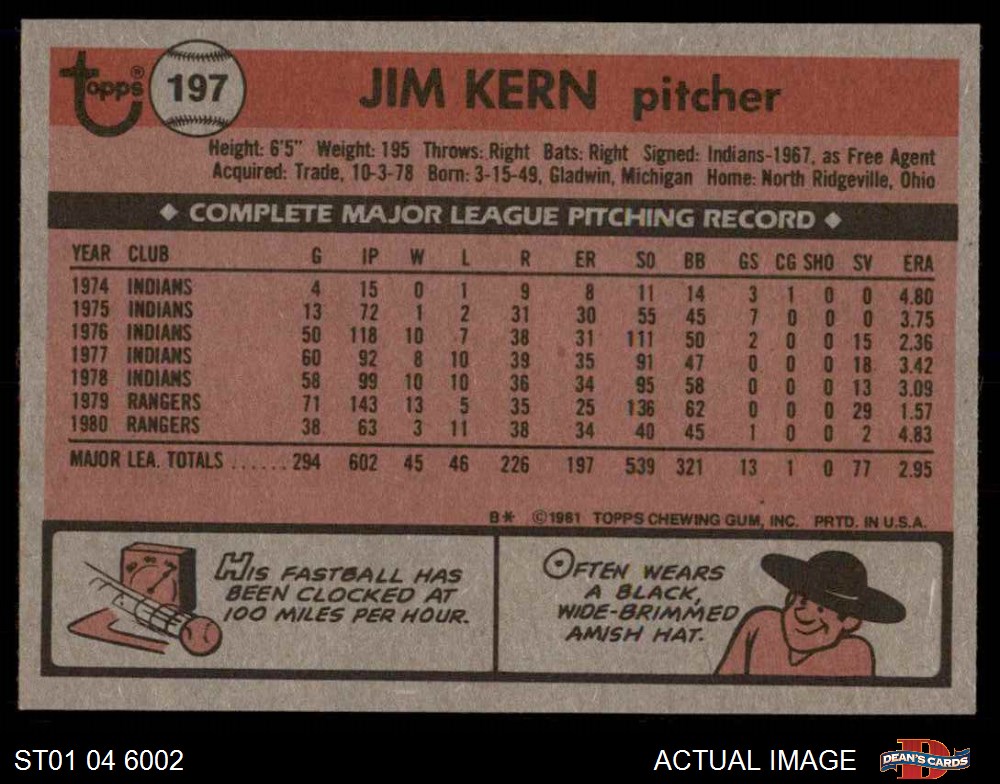 Topps® 197 JIM KERN pitcher
Height: 6'5" Weight: 195 Throws: Right Bats: Right Signed: Indians-1967, as Free Agent
Acquired: Trade, 10-3-78 Born: 3-15-49, Gladwin, Michigan Home: North Ridgeville, Ohio
◆ COMPLETE MAJOR LEAGUE PITCHING RECORD ◆
YEAR CLUB G IP W L R ER SO BB GS CG SHO SV ERA
1974 INDIANS 4 15 0 1 9 8 11 14 3 1 0 0 4.80
1975 INDIANS 13 72 1 2 31 30 55 45 7 0 0 0 3.75
1976 INDIANS 50 118 10 7 38 31 111 50 2 0 0 15 2.36
1977 INDIANS 60 92 8 10 39 35 91 47 0 0 0 18 3.42
1978 INDIANS 58 99 10 10 36 34 95 58 0 0 0 13 3.09
1979 RANGERS 71 143 13 5 35 25 136 62 0 0 0 29 1.57
1980 RANGERS 38 63 3 11 38 34 40 45 1 0 0 2 4.83
MAJOR LEA. TOTALS ...... 294 602 45 46 226 197 539 321 13 1 0 77 2.95
B* ©1981 TOPPS CHEWING GUM, INC. PRTD. IN U.S.A.
HIS FASTBALL HAS
BEEN CLOCKED AT
100 MILES PER HOUR.
OFTEN WEARS
A BLACK,
WIDE-BRIMMED
AMISH HAT.
ST01 04 6002
ACTUAL IMAGE
D
DEAN'S CARDS